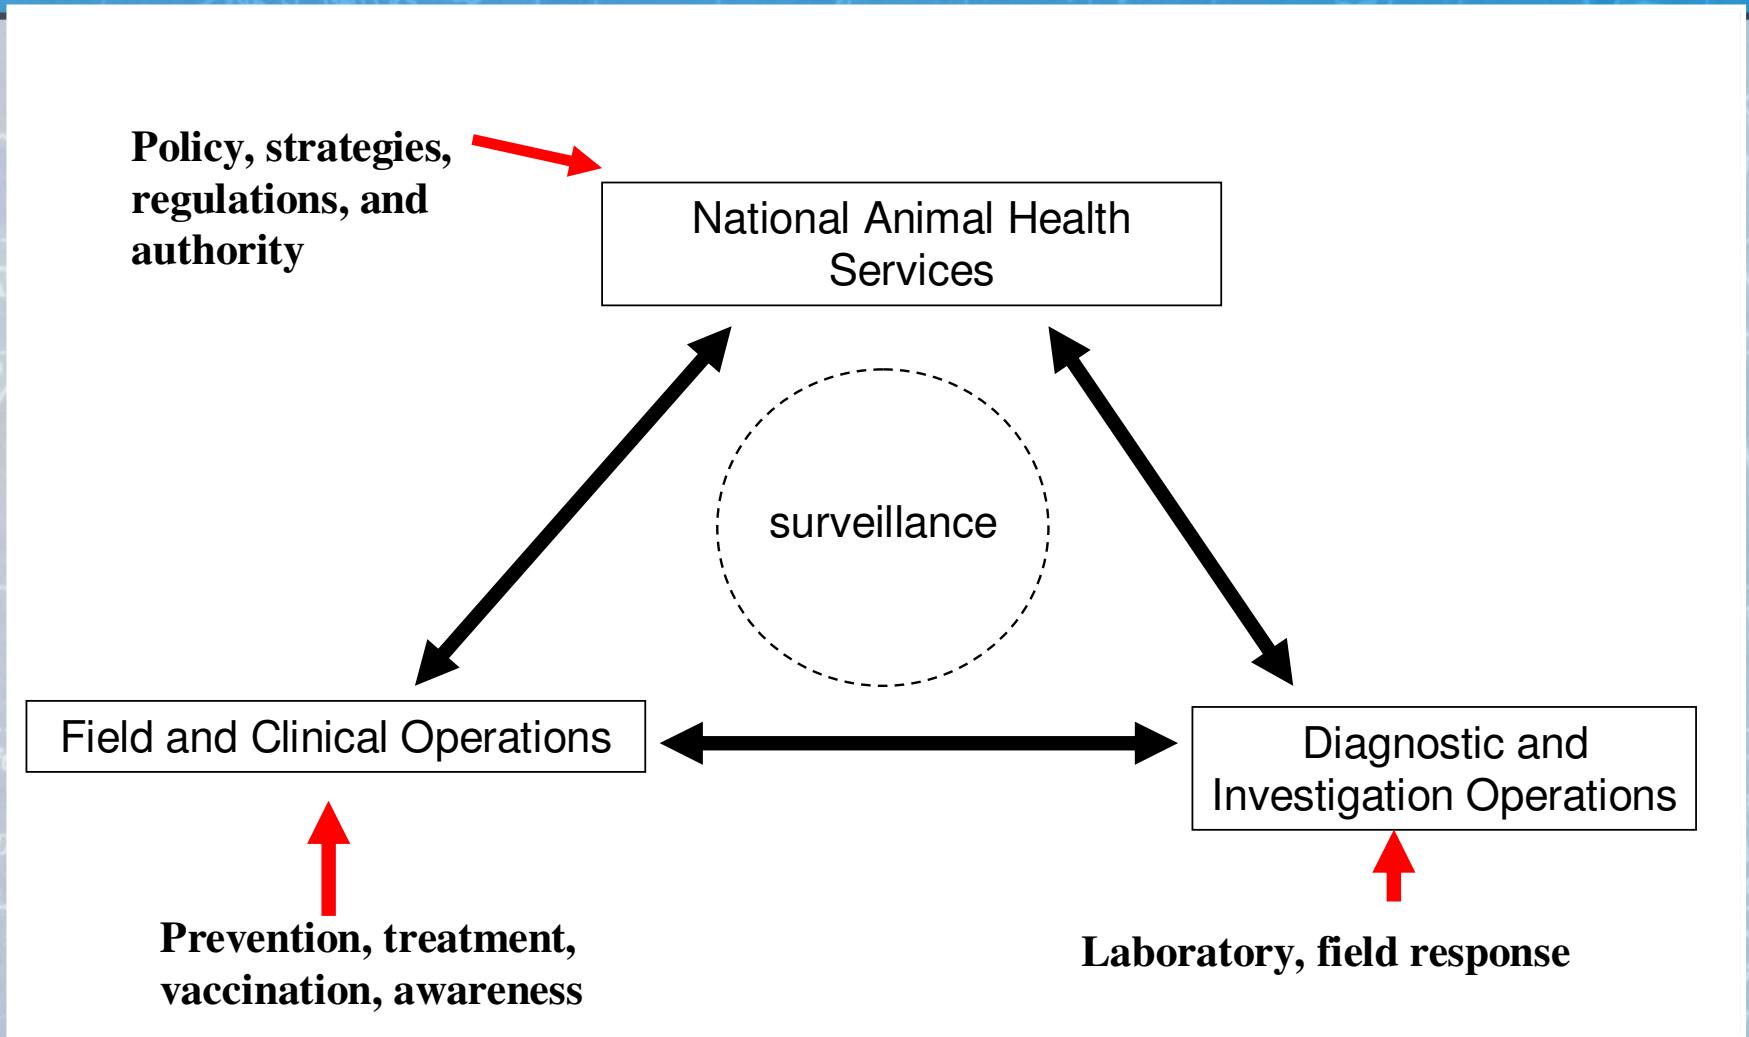 Policy, strategies,
regulations, and
authority
National Animal Health
Services
surveillance
Field and Clinical Operations
Diagnostic and
Investigation Operations
Prevention, treatment,
vaccination, awareness
Laboratory, field response